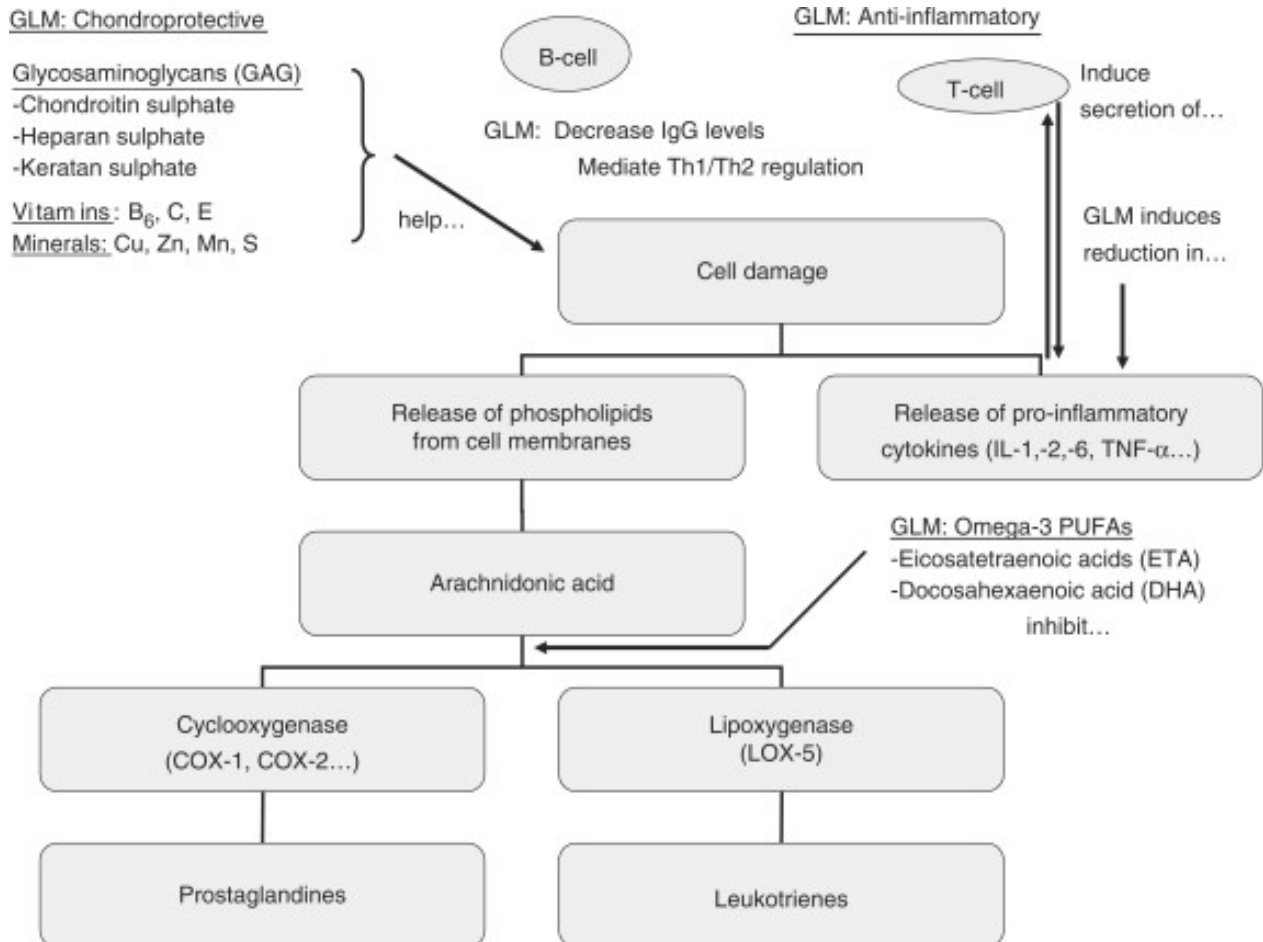 GLM: Chondroprotective
Glycosaminoglycans (GAG)
-Chondroitin sulphate
-Heparan sulphate
-Keratan sulphate
Vitamins: B6, C, E
Minerals: Cu, Zn, Mn, S
help...
B-cell
GLM: Decrease IgG levels
Mediate Th1/Th2 regulation
GLM: Anti-inflammatory
T-cell
Induce
secretion of...
GLM induces
reduction in...
Cell damage
Release of phospholipids
from cell membranes
Release of pro-inflammatory
cytokines (IL-1,-2,-6, TNF-α...)
Arachnidonic acid
GLM: Omega-3 PUFAs
-Eicosatetraenoic acids (ETA)
-Docosahexaenoic acid (DHA)
inhibit...
Cyclooxygenase
(COX-1, COX-2...)
Lipoxygenase
(LOX-5)
Prostaglandines
Leukotrienes